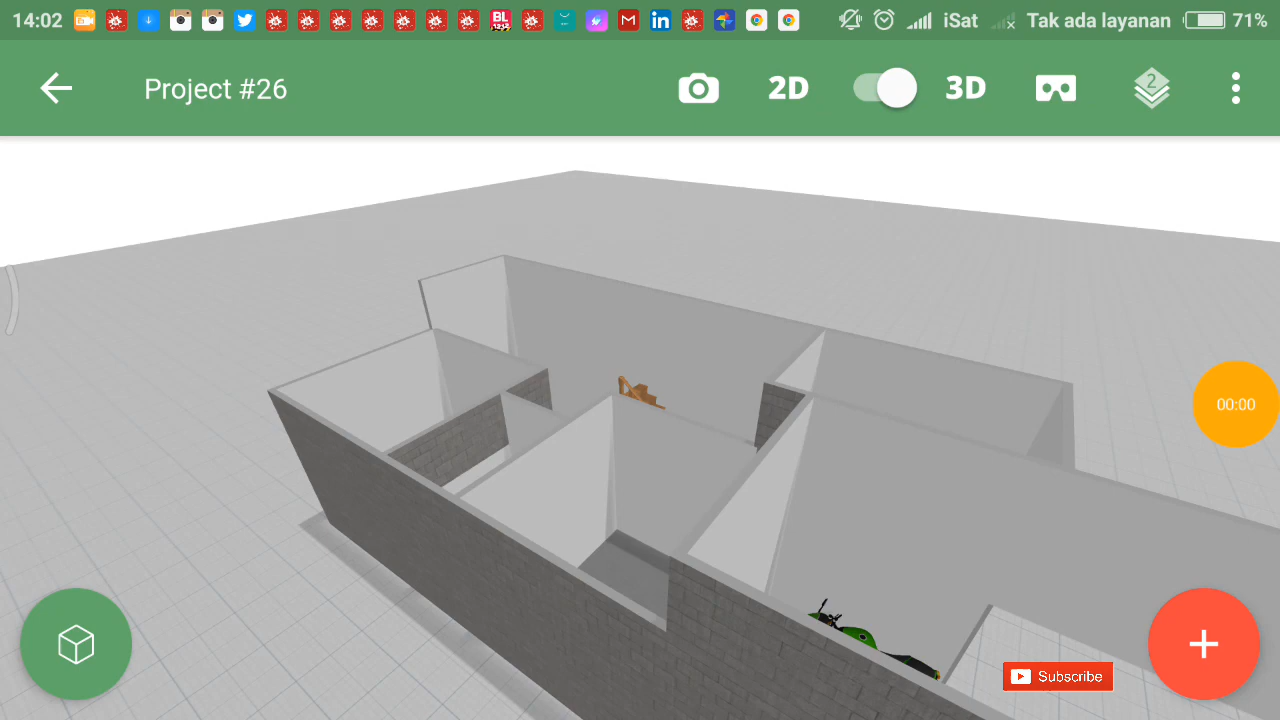 14:02 iSat Tak ada layanan 71%
Project #26 2D 3D 2
00:00
Subscribe